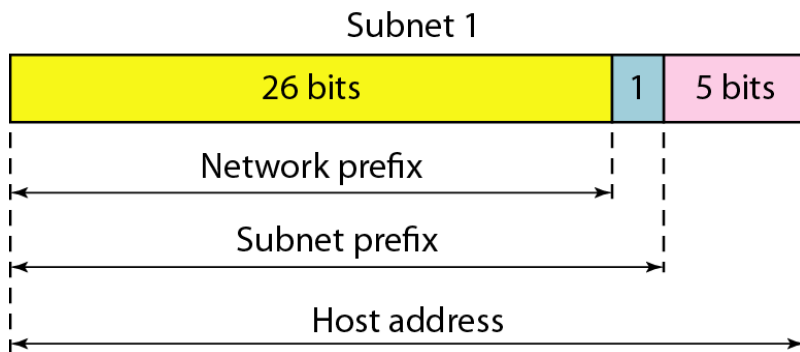 Subnet 1
26 bits 1 5 bits
Network prefix
Subnet prefix
Host address